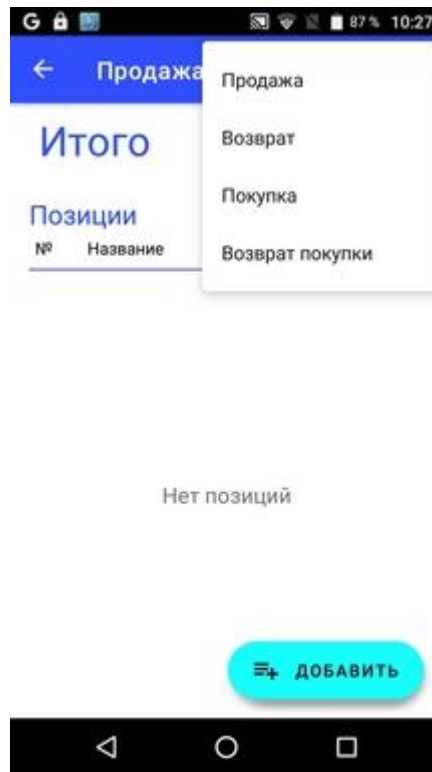 G 87% 10:27
Продажа
Продажа
Возврат
Покупка
Возврат покупки
Итого
Позиции
№ Название
Нет позиций
ДОБАВИТЬ